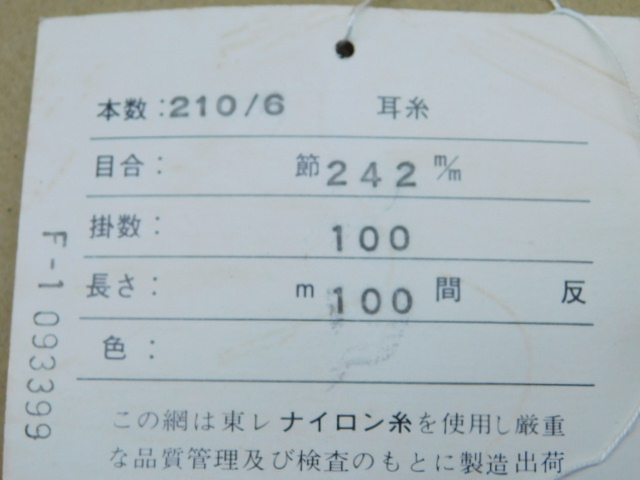 本数:210/6 耳糸
目合: 節242 m/m
掛数: 100
長さ: m100 間 反
色:
この網は東レナイロン糸を使用し厳重
な品質管理及び検査のもとに製造出荷
F-1 093399